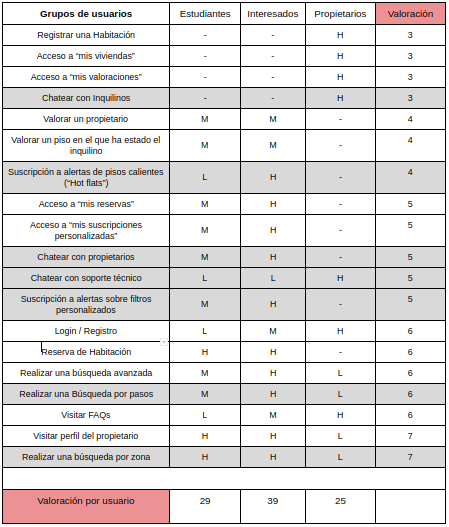 Grupos de usuarios Estudiantes Interesados Propietarios Valoración
Registrar una Habitación - - H 3
Acceso a “mis viviendas” - - H 3
Acceso a “mis valoraciones” - - H 3
Chatear con Inquilinos - - H 3
Valorar un propietario M M - 4
Valorar un piso en el que ha estado el
inquilino M M - 4
Suscripción a alertas de pisos calientes
(“Hot flats”) L H - 4
Acceso a “mis reservas” M H - 5
Acceso a “mis suscripciones
personalizadas” M H - 5
Chatear con propietarios M H - 5
Chatear con soporte técnico L L H 5
Suscripción a alertas sobre filtros
personalizados M H - 5
Login / Registro L M H 6
Reserva de Habitación H H - 6
Realizar una búsqueda avanzada M H L 6
Realizar una Búsqueda por pasos M H L 6
Visitar FAQs L M H 6
Visitar perfil del propietario H H L 7
Realizar una búsqueda por zona H H L 7
Valoración por usuario 29 39 25